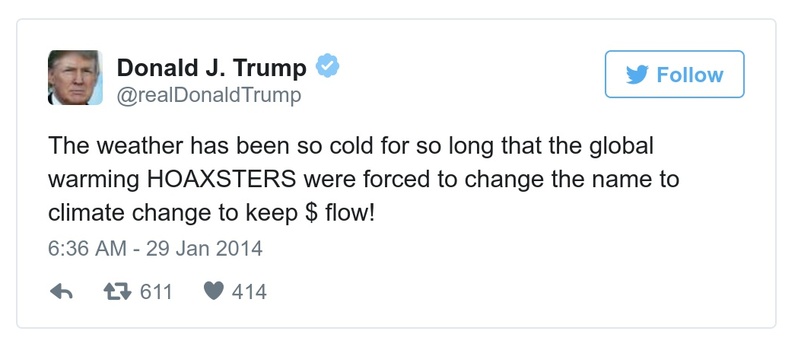 Donald J. Trump
@realDonaldTrump
Follow
The weather has been so cold for so long that the global
warming HOAXSTERS were forced to change the name to
climate change to keep $ flow!
6:36 AM - 29 Jan 2014
611 414